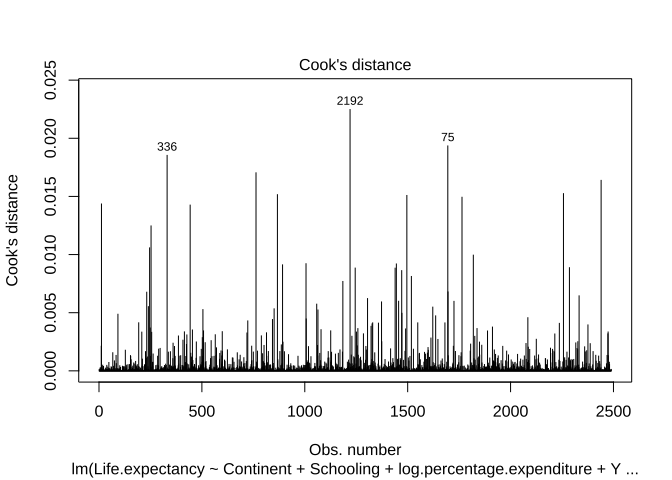 Cook's distance
0.025
0.020
0.015
0.010
0.005
0.000
Cook's distance
2192
75
336
0 500 1000 1500 2000 2500
Obs. number
lm(Life.expectancy ~ Continent + Schooling + log.percentage.expenditure + Y ...